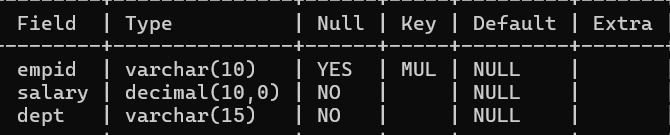 Field | Type | Null | Key | Default | Extra
empid | varchar(10) | YES | MUL | NULL |
salary | decimal(10,0) | NO | | NULL |
dept | varchar(15) | NO | | NULL |